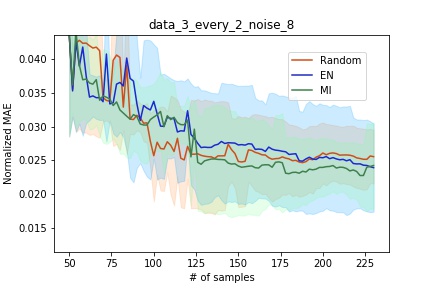 data_3_every_2_noise_8
Random
EN
MI
Normalized MAE
0.040
0.035
0.030
0.025
0.020
0.015
50 75 100 125 150 175 200 225
# of samples